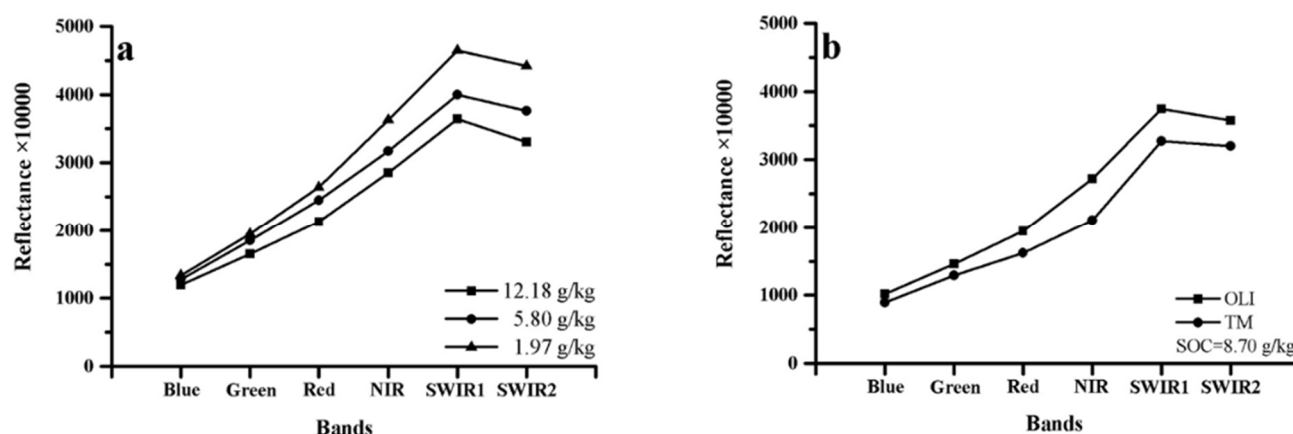 a
Reflectance ×10000
5000
4000
3000
2000
1000
0
12.18 g/kg
5.80 g/kg
1.97 g/kg
Blue Green Red NIR SWIR1 SWIR2
Bands
b
Reflectance ×10000
5000
4000
3000
2000
1000
0
OLI
TM
SOC=8.70 g/kg
Blue Green Red NIR SWIR1 SWIR2
Bands